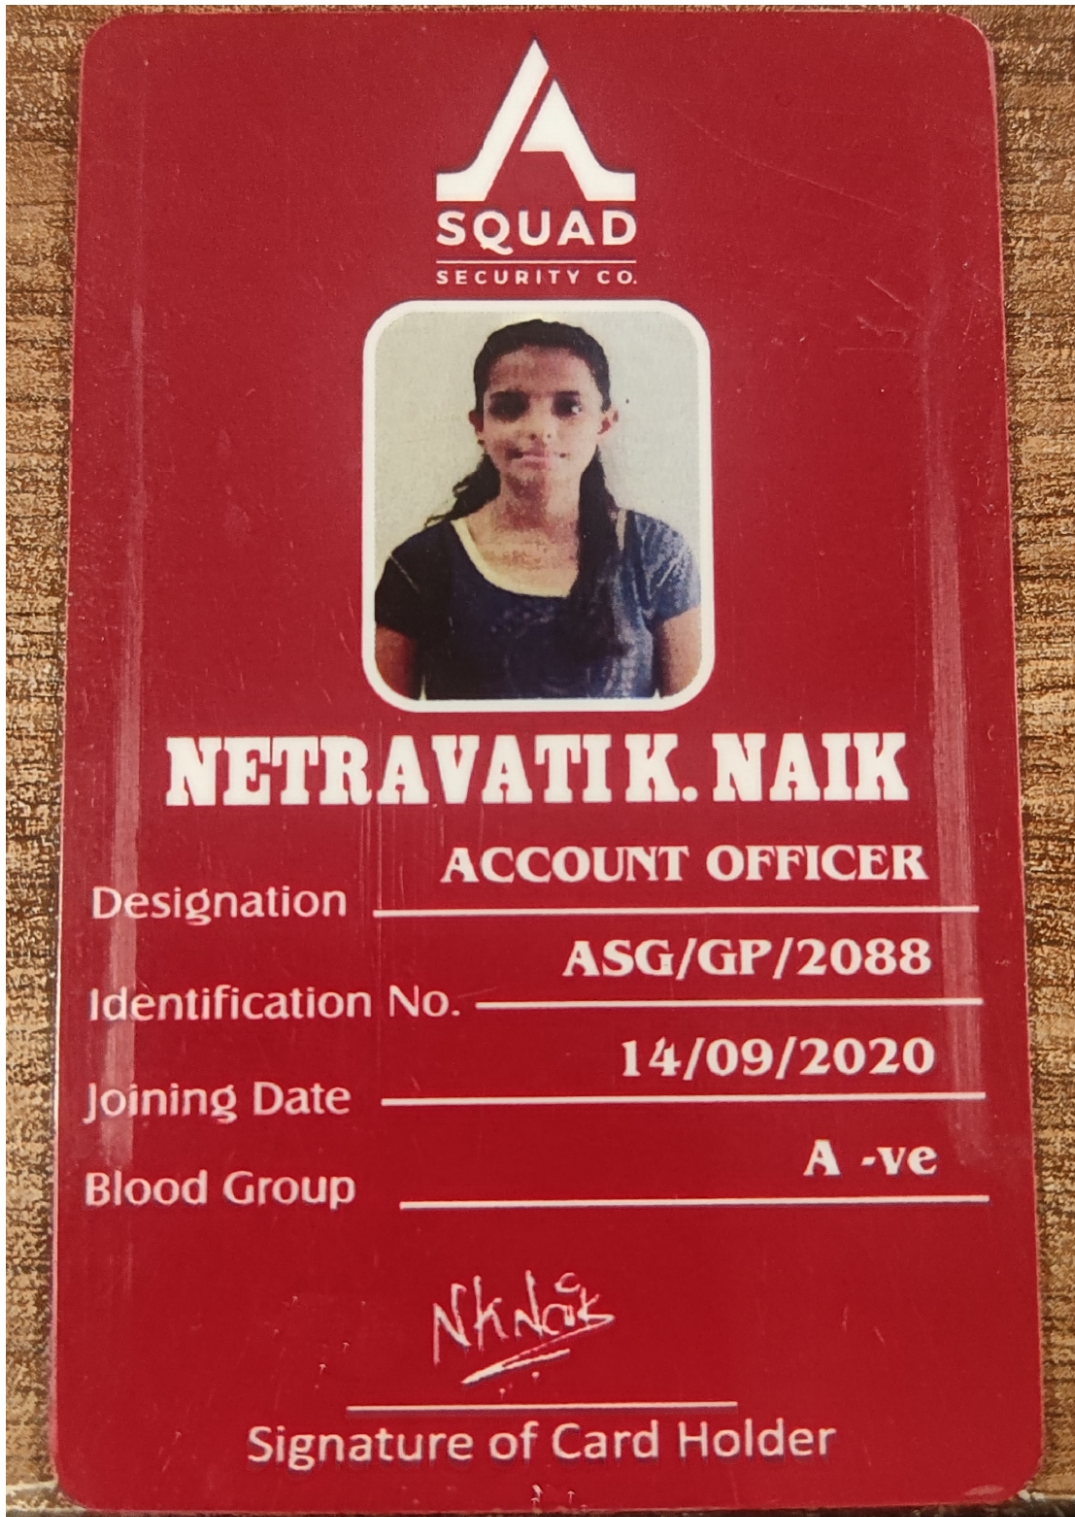 A
SQUAD
SECURITY CO.
NETRAVATI K. NAIK
Designation ACCOUNT OFFICER
Identification No. ASG/GP/2088
Joining Date 14/09/2020
Blood Group A -ve
NKNaik
Signature of Card Holder